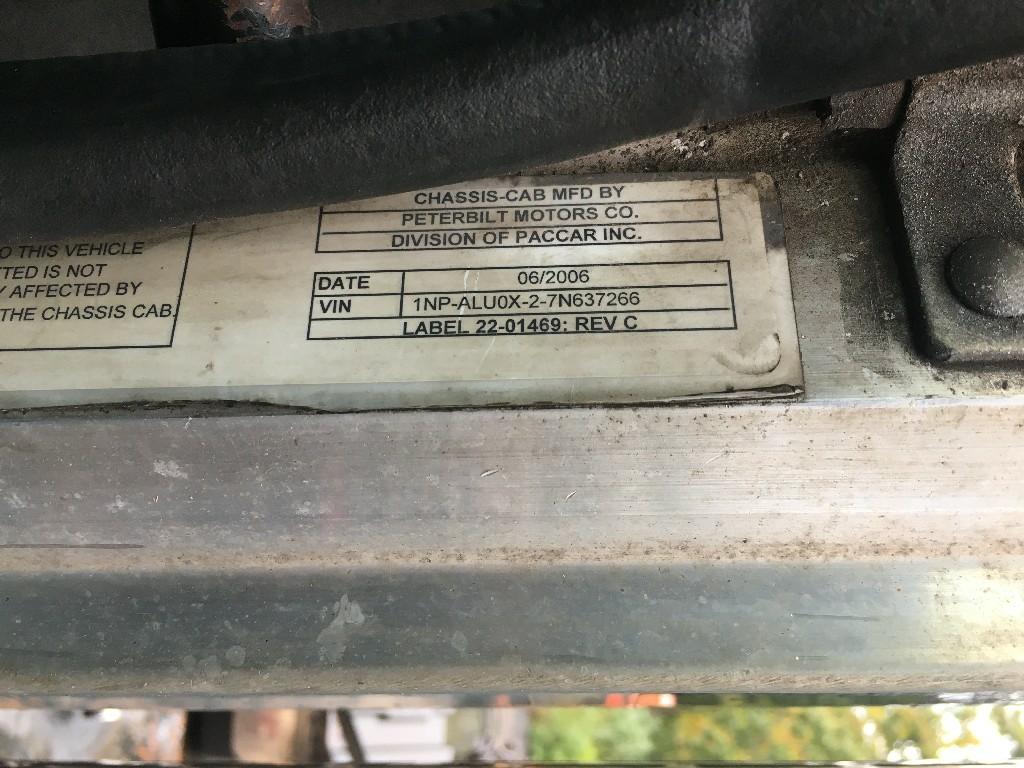 O THIS VEHICLE
TED IS NOT
Y AFFECTED BY
THE CHASSIS CAB.
CHASSIS-CAB MFD BY
PETERBILT MOTORS CO.
DIVISION OF PACCAR INC.
DATE 06/2006
VIN 1NP-ALU0X-2-7N637266
LABEL 22-01469: REV C